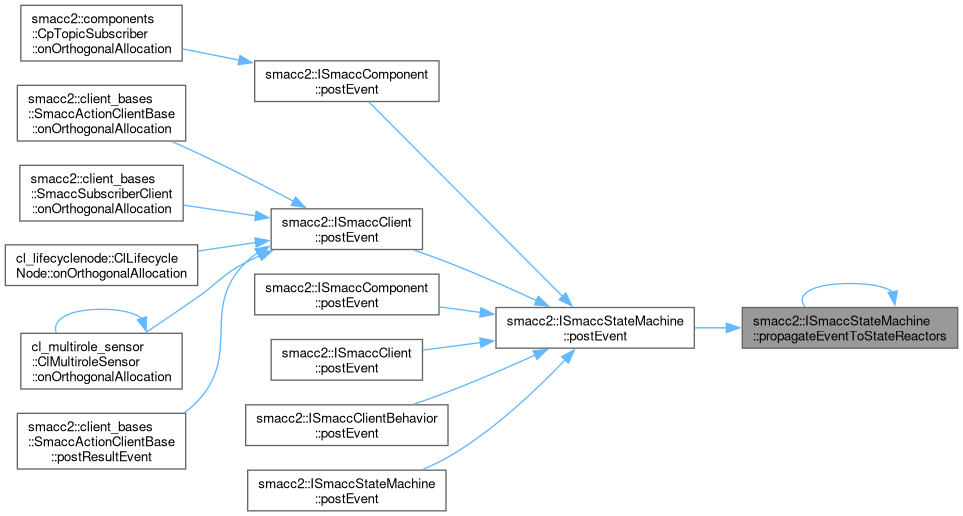 smacc2::components
::CpTopicSubscriber
::onOrthogonalAllocation
smacc2::ISmaccComponent
::postEvent
smacc2::client_bases
::SmaccActionClientBase
::onOrthogonalAllocation
smacc2::client_bases
::SmaccSubscriberClient
::onOrthogonalAllocation
smacc2::ISmaccClient
::postEvent
cl_lifecyclenode::ClLifecycle
Node::onOrthogonalAllocation
smacc2::ISmaccComponent
::postEvent
smacc2::ISmaccStateMachine
::postEvent
smacc2::ISmaccStateMachine
::propagateEventToStateReactors
cl_multirole_sensor
::ClMultiroleSensor
::onOrthogonalAllocation
smacc2::ISmaccClient
::postEvent
smacc2::ISmaccClientBehavior
::postEvent
smacc2::client_bases
::SmaccActionClientBase
::postResultEvent
smacc2::ISmaccStateMachine
::postEvent